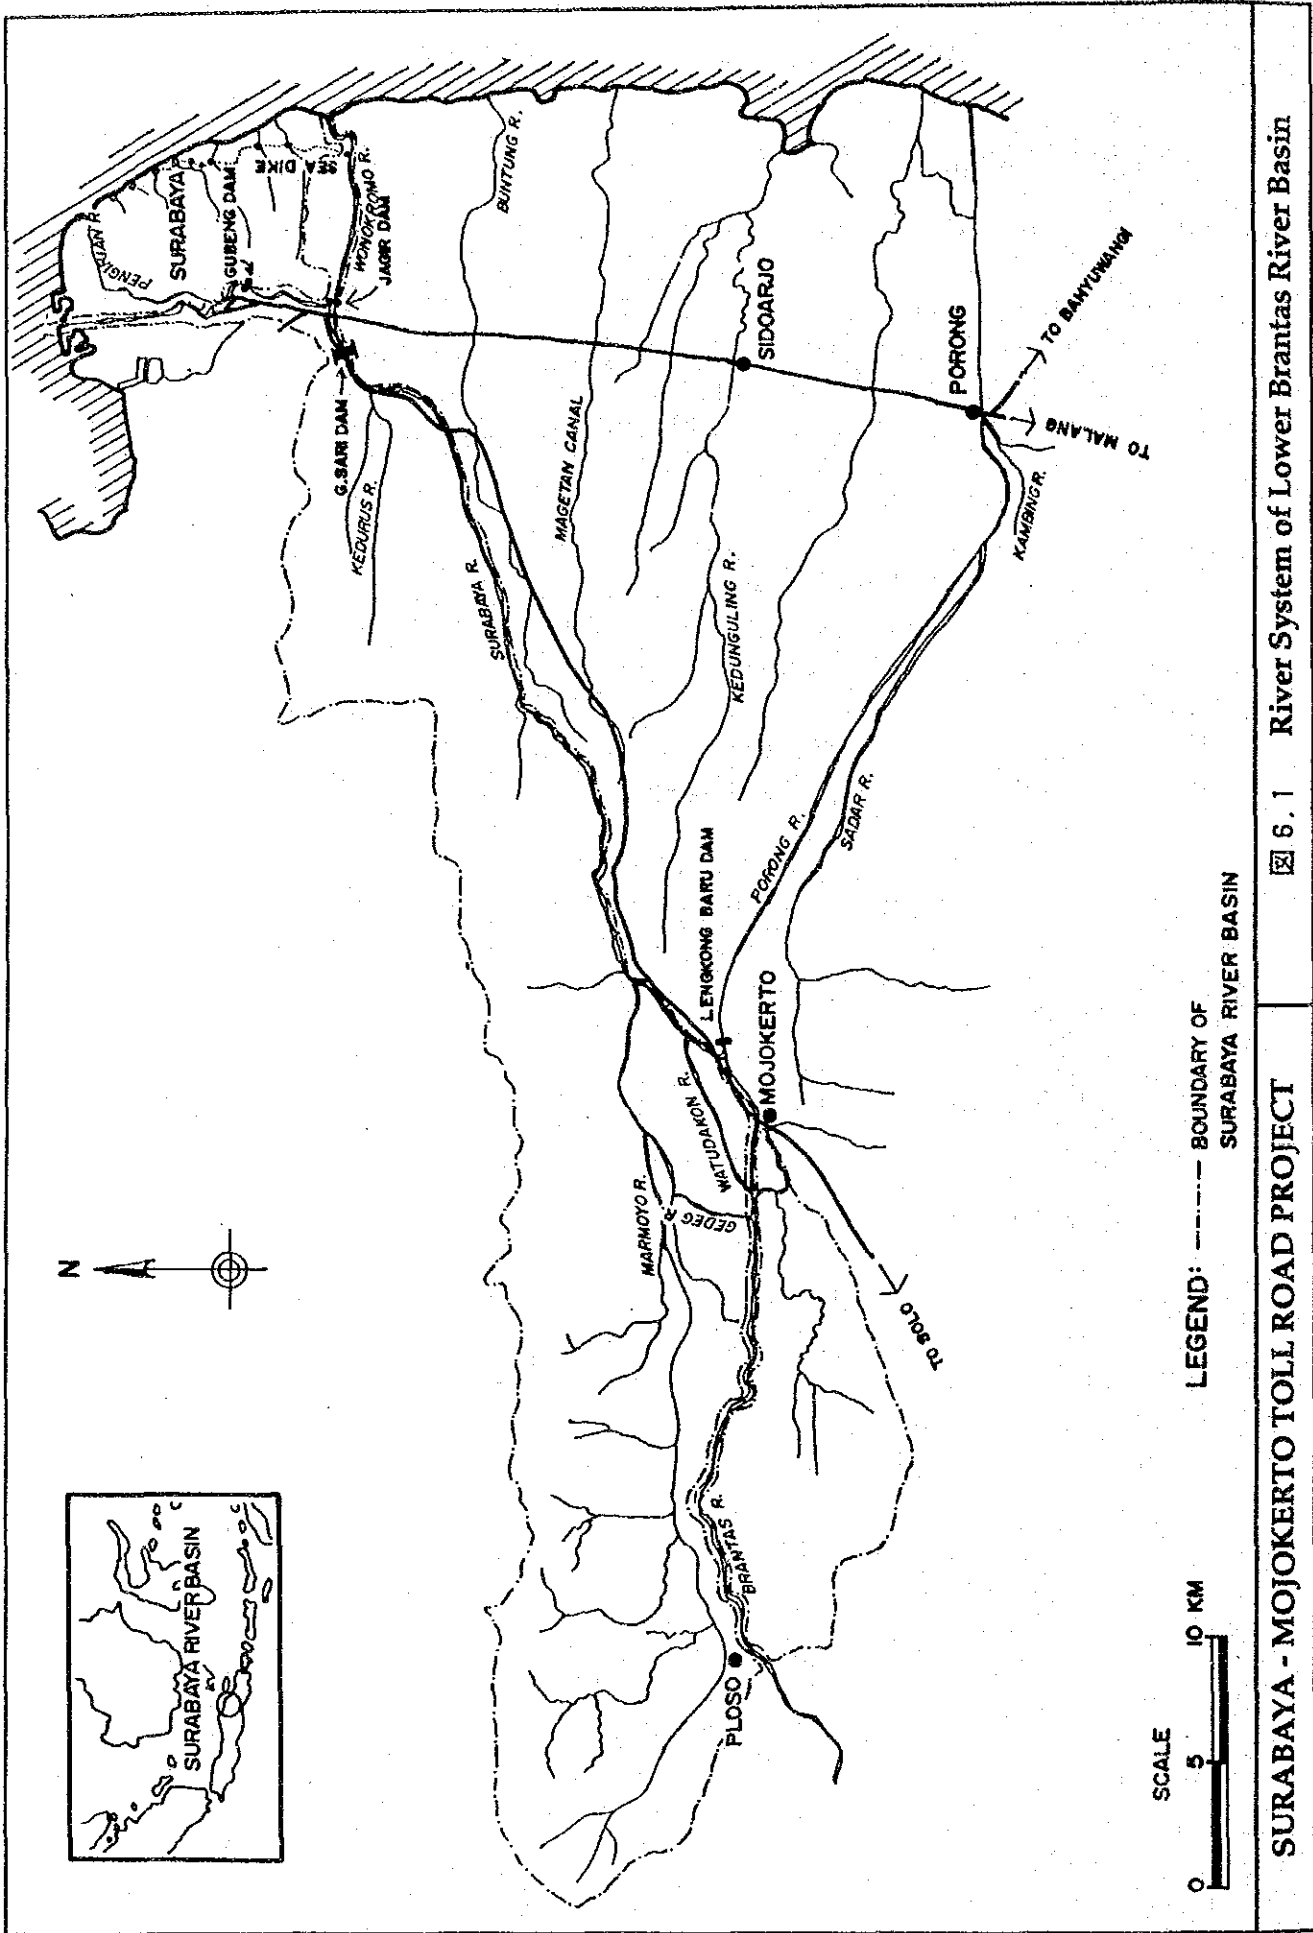 N
SURABAYA RIVER BASIN
PENGIRIAN R.
SURABAYA
GUBENG DAM
SEA DIKE
WONOKROMO R.
JAGIR DAM
G.SARI DAM
KEDURUS R.
SURABAYA R.
BUNTUNG R.
MAGETAN CANAL
SIDOARJO
KEDUNGULING R.
PORONG
TO BAHYUWANGI
TO MALANG
KAMBING R.
PORONG R.
SADAR R.
LENGKONG BARU DAM
MOJOKERTO
WATUDAKON R.
MARMOYO R.
GEDEG R.
TO SOLO
BRANTAS R.
PLOSO
SCALE
0 5 10 KM
LEGEND: BOUNDARY OF
SURABAYA RIVER BASIN
SURABAYA - MOJOKERTO TOLL ROAD PROJECT
図 6.1 River System of Lower Brantas River Basin